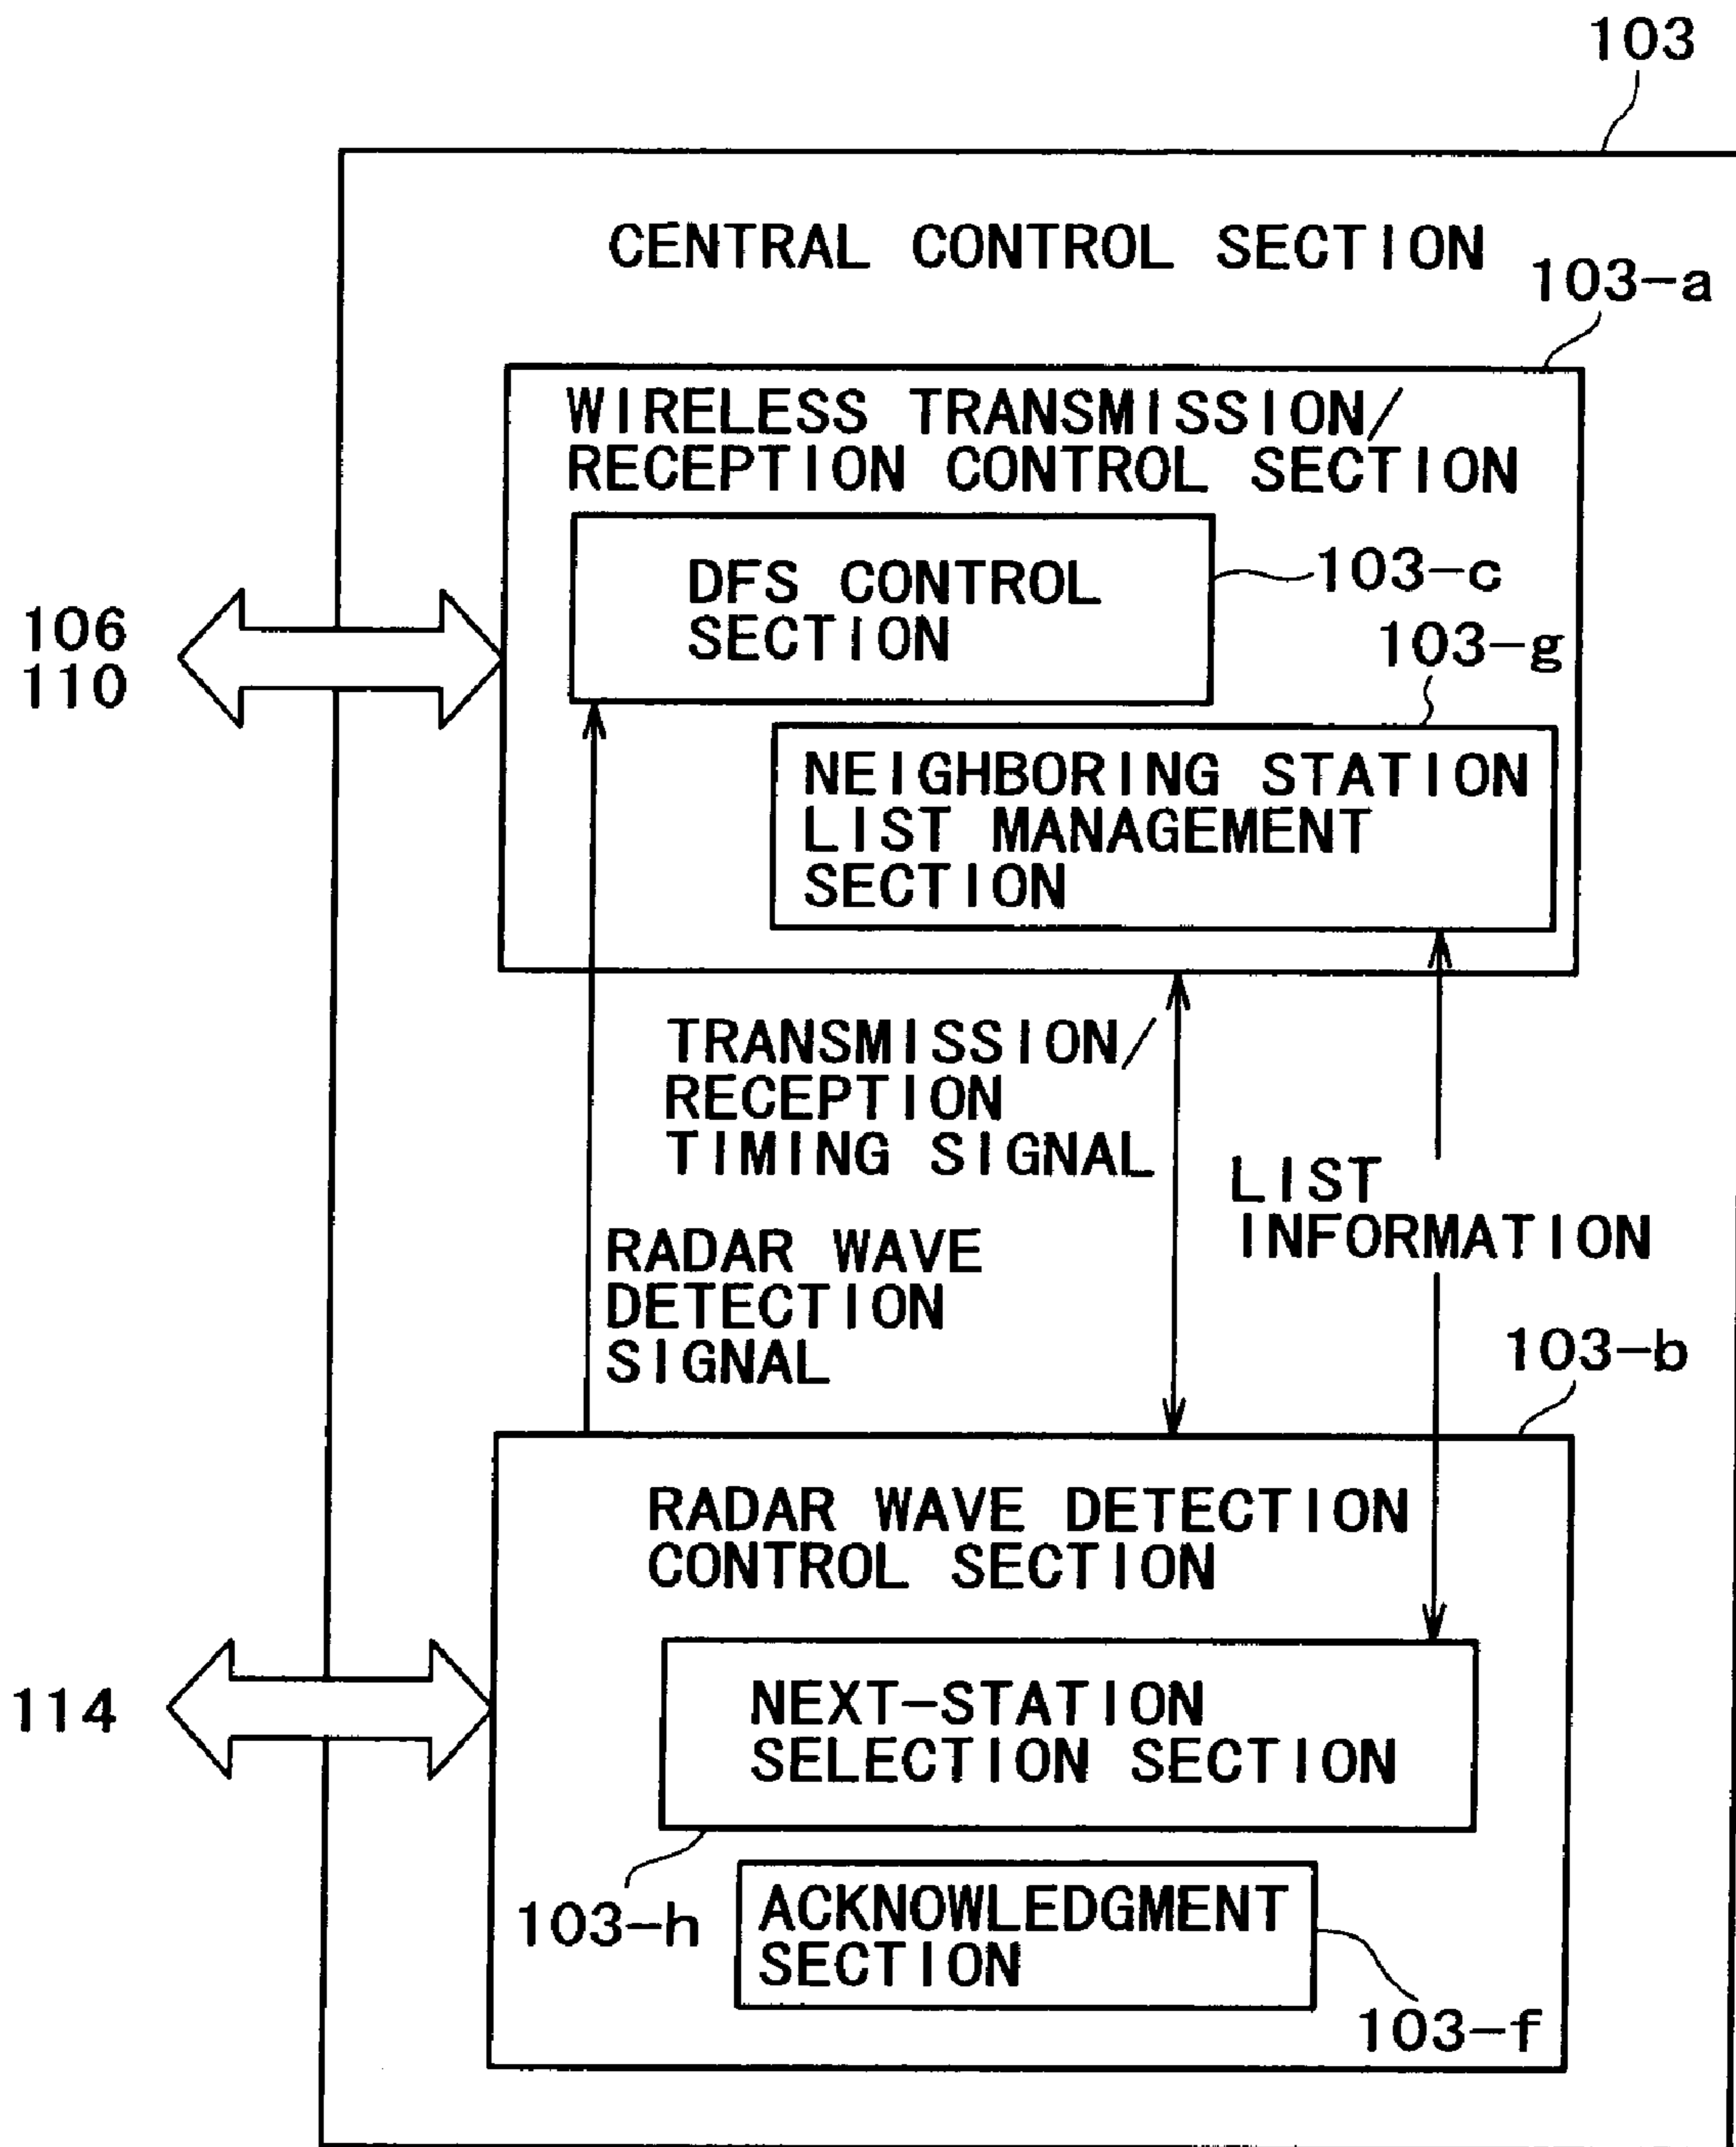 103
CENTRAL CONTROL SECTION
103-a
WIRELESS TRANSMISSION/
RECEPTION CONTROL SECTION
DFS CONTROL
SECTION
103-c
103-g
106
110
NEIGHBORING STATION
LIST MANAGEMENT
SECTION
TRANSMISSION/
RECEPTION
TIMING SIGNAL
LIST
INFORMATION
RADAR WAVE
DETECTION
SIGNAL
103-b
RADAR WAVE DETECTION
CONTROL SECTION
114
NEXT-STATION
SELECTION SECTION
103-h
ACKNOWLEDGMENT
SECTION
103-f